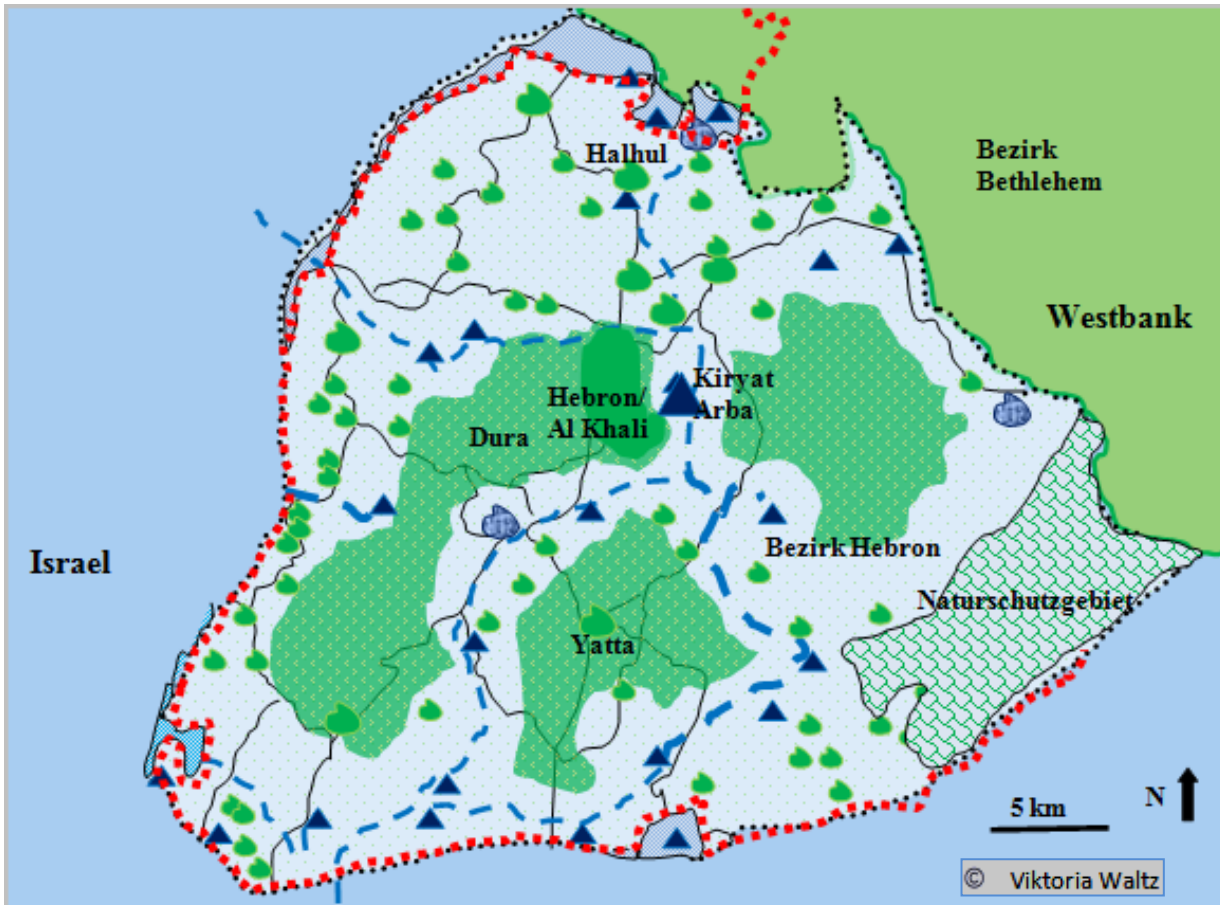 Halhul
Bezirk
Bethlehem
Westbank
Kiryat
Arba
Hebron/
Al Khali
Dura
Israel
Bezirk Hebron
Naturschutzgebiet
Yatta
5 km
N
© Viktoria Waltz